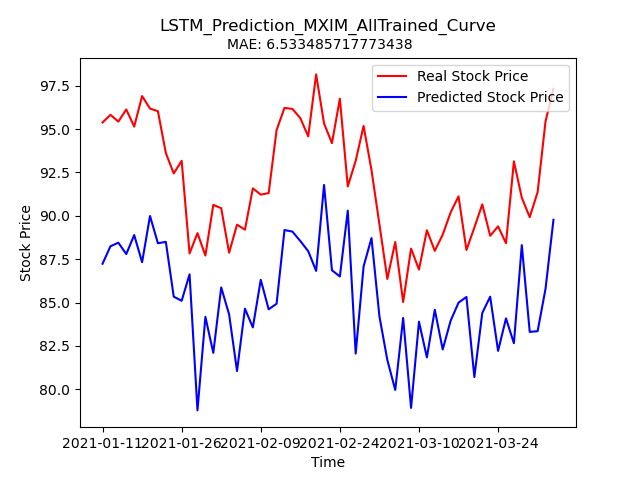 LSTM_Prediction_MXIM_AllTrained_Curve
MAE: 6.533485717773438
Real Stock Price
Predicted Stock Price
Stock Price
97.5
95.0
92.5
90.0
87.5
85.0
82.5
80.0
2021-01-11 2021-01-26 2021-02-09 2021-02-24 2021-03-10 2021-03-24
Time